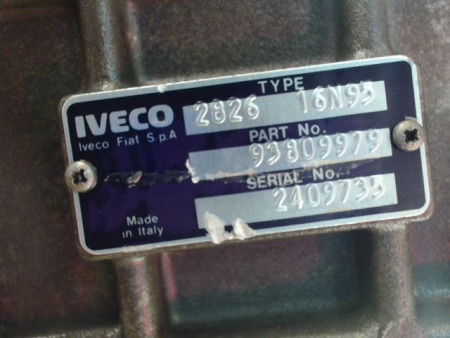 TYPE
IVECO
2826 16N95
Iveco Fiat S.p.A
PART No.
93809979
SERIAL No.
2409735
Made
in Italy